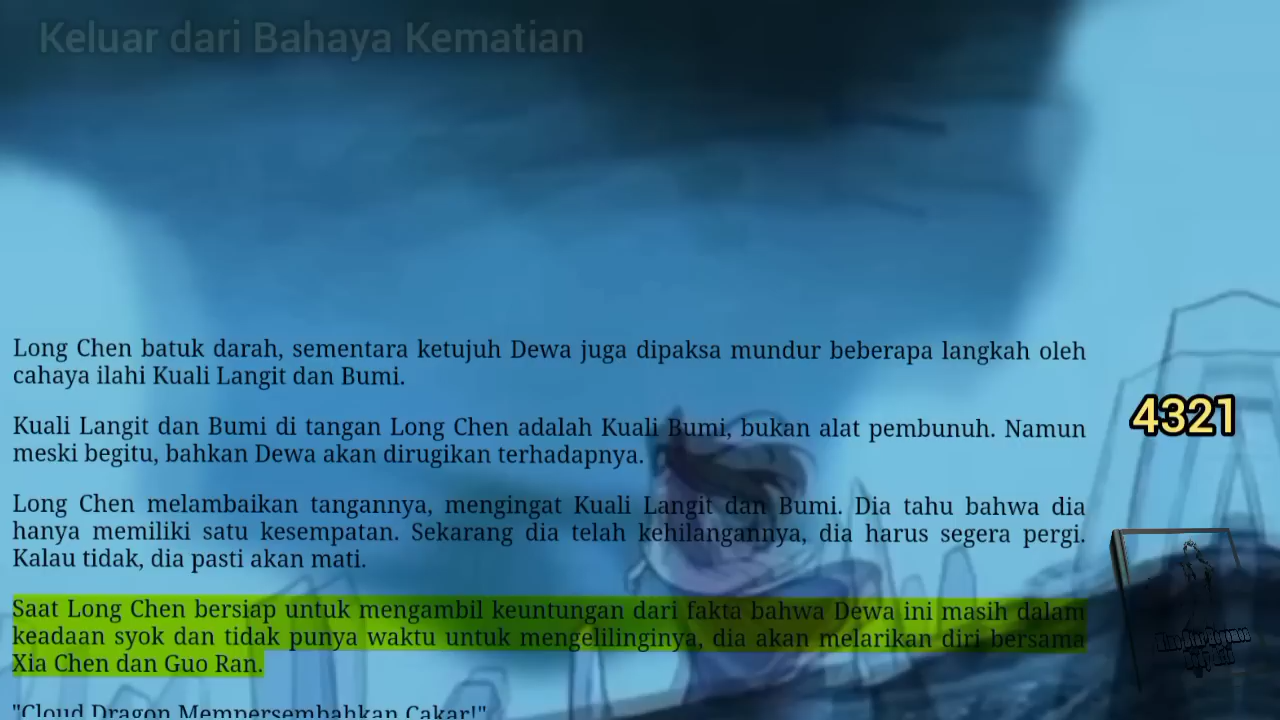 Keluar dari Bahaya Kematian
Long Chen batuk darah, sementara ketujuh Dewa juga dipaksa mundur beberapa langkah oleh
cahaya ilahi Kuali Langit dan Bumi.
Kuali Langit dan Bumi di tangan Long Chen adalah Kuali Bumi, bukan alat pembunuh. Namun
meski begitu, bahkan Dewa akan dirugikan terhadapnya.
4321
Long Chen melambaikan tangannya, mengingat Kuali Langit dan Bumi. Dia tahu bahwa dia
hanya memiliki satu kesempatan. Sekarang dia telah kehilangannya, dia harus segera pergi.
Kalau tidak, dia pasti akan mati.
Saat Long Chen bersiap untuk mengambil keuntungan dari fakta bahwa Dewa ini masih dalam
keadaan syok dan tidak punya waktu untuk mengelilinginya, dia akan melarikan diri bersama
Xia Chen dan Guo Ran.
"Cloud Dragon Mempersembahkan Cakar!"